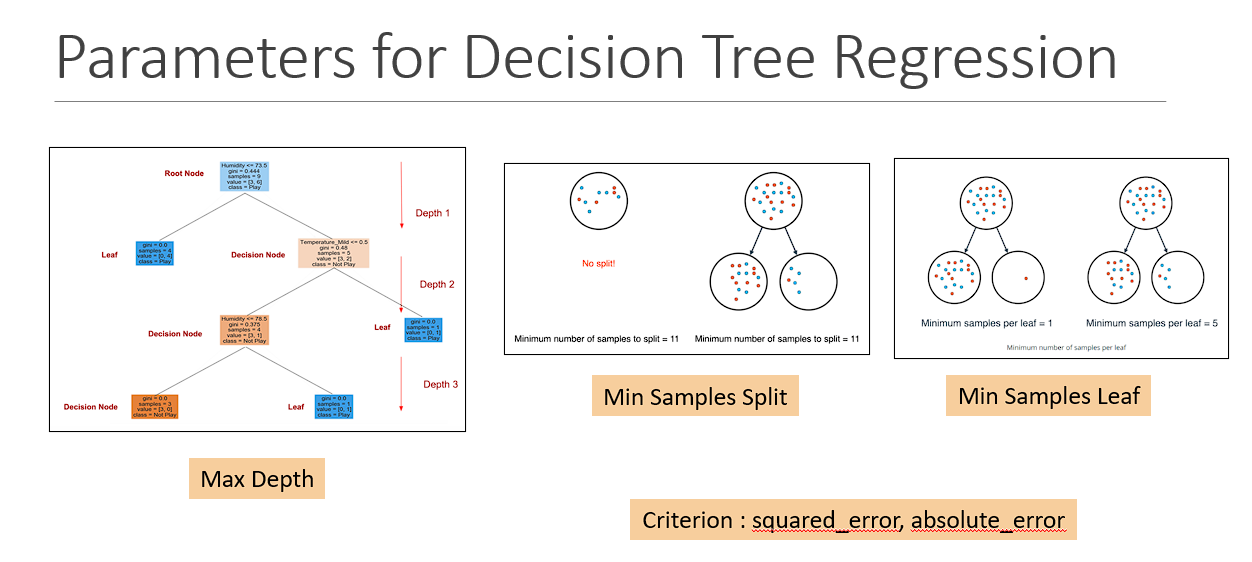 Parameters for Decision Tree Regression
Root Node
Humidity <= 73.5
gini = 0.444
samples = 9
value = [3, 6]
class = Play
Depth 1
Leaf
gini = 0.0
samples = 4
value = [0, 4]
class = Play
Decision Node
Temperature_Mild <= 0.5
gini = 0.48
samples = 5
value = [3, 2]
class = Not Play
Depth 2
Decision Node
Humidity <= 78.5
gini = 0.375
samples = 4
value = [3, 1]
class = Not Play
Leaf
gini = 0.0
samples = 1
value = [0, 1]
class = Play
Depth 3
Decision Node
gini = 0.0
samples = 3
value = [3, 0]
class = Not Play
Leaf
gini = 0.0
samples = 1
value = [0, 1]
class = Play
Max Depth
No split!
Minimum number of samples to split = 11
Minimum number of samples to split = 11
Min Samples Split
Minimum samples per leaf = 1
Minimum samples per leaf = 5
Minimum number of samples per leaf
Min Samples Leaf
Criterion : squared_error, absolute_error